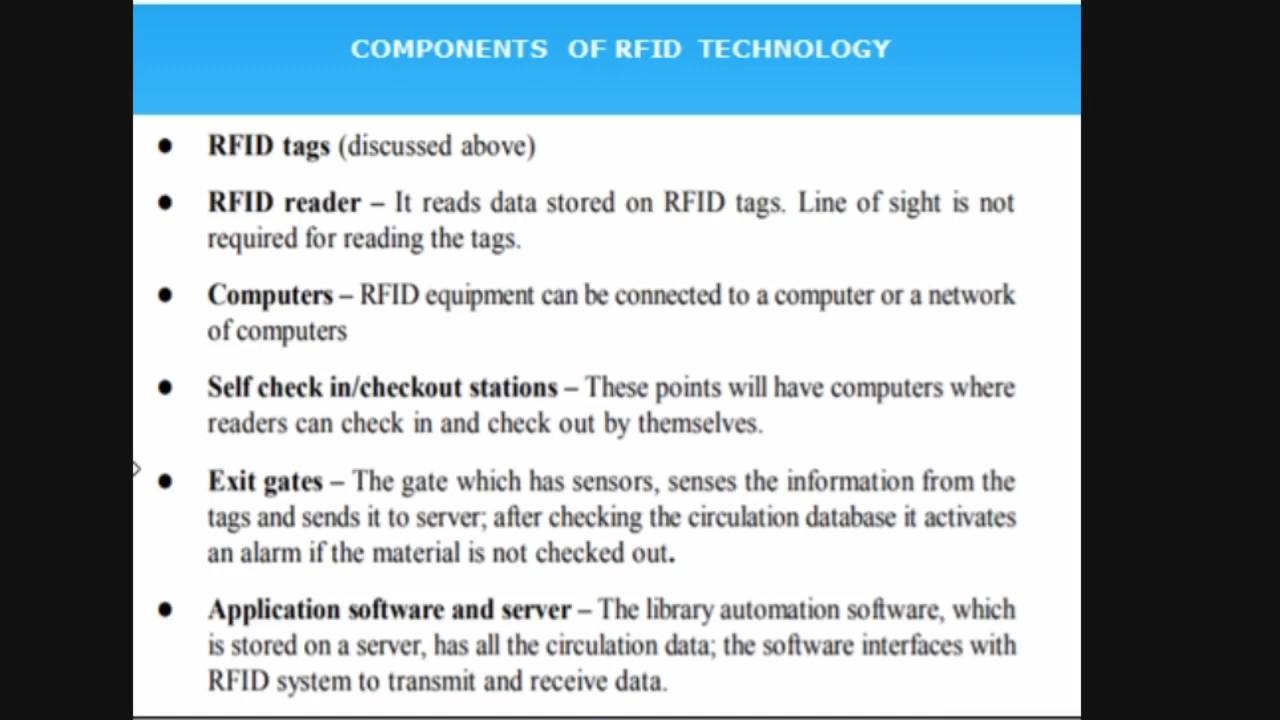 COMPONENTS OF RFID TECHNOLOGY
● RFID tags (discussed above)
● RFID reader – It reads data stored on RFID tags. Line of sight is not
required for reading the tags.
● Computers – RFID equipment can be connected to a computer or a network
of computers
● Self check in/checkout stations – These points will have computers where
readers can check in and check out by themselves.
● Exit gates – The gate which has sensors, senses the information from the
tags and sends it to server; after checking the circulation database it activates
an alarm if the material is not checked out.
● Application software and server – The library automation software, which
is stored on a server, has all the circulation data; the software interfaces with
RFID system to transmit and receive data.